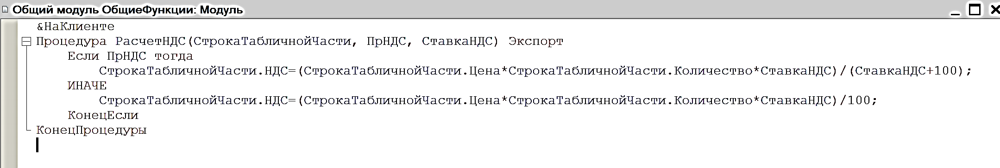 Общий модуль ОбщиеФункции: Модуль
&НаКлиенте
Процедура РасчетНДС(СтрокаТабличнойЧасти, ПрНДС, СтавкаНДС) Экспорт
Если ПрНДС тогда
СтрокаТабличнойЧасти.НДС=(СтрокаТабличнойЧасти.Цена*СтрокаТабличнойЧасти.Количество*СтавкаНДС)/(СтавкаНДС+100);
ИНАЧЕ
СтрокаТабличнойЧасти.НДС=(СтрокаТабличнойЧасти.Цена*СтрокаТабличнойЧасти.Количество*СтавкаНДС)/100;
КонецЕсли
КонецПроцедуры